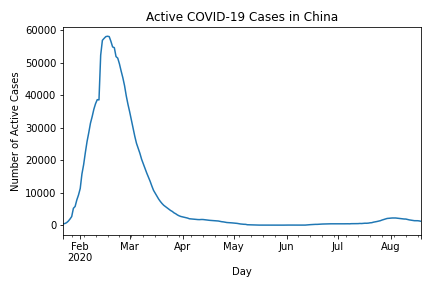 Active COVID-19 Cases in China
60000
50000
40000
30000
20000
10000
0
Number of Active Cases
Feb Mar Apr May Jun Jul Aug
2020
Day